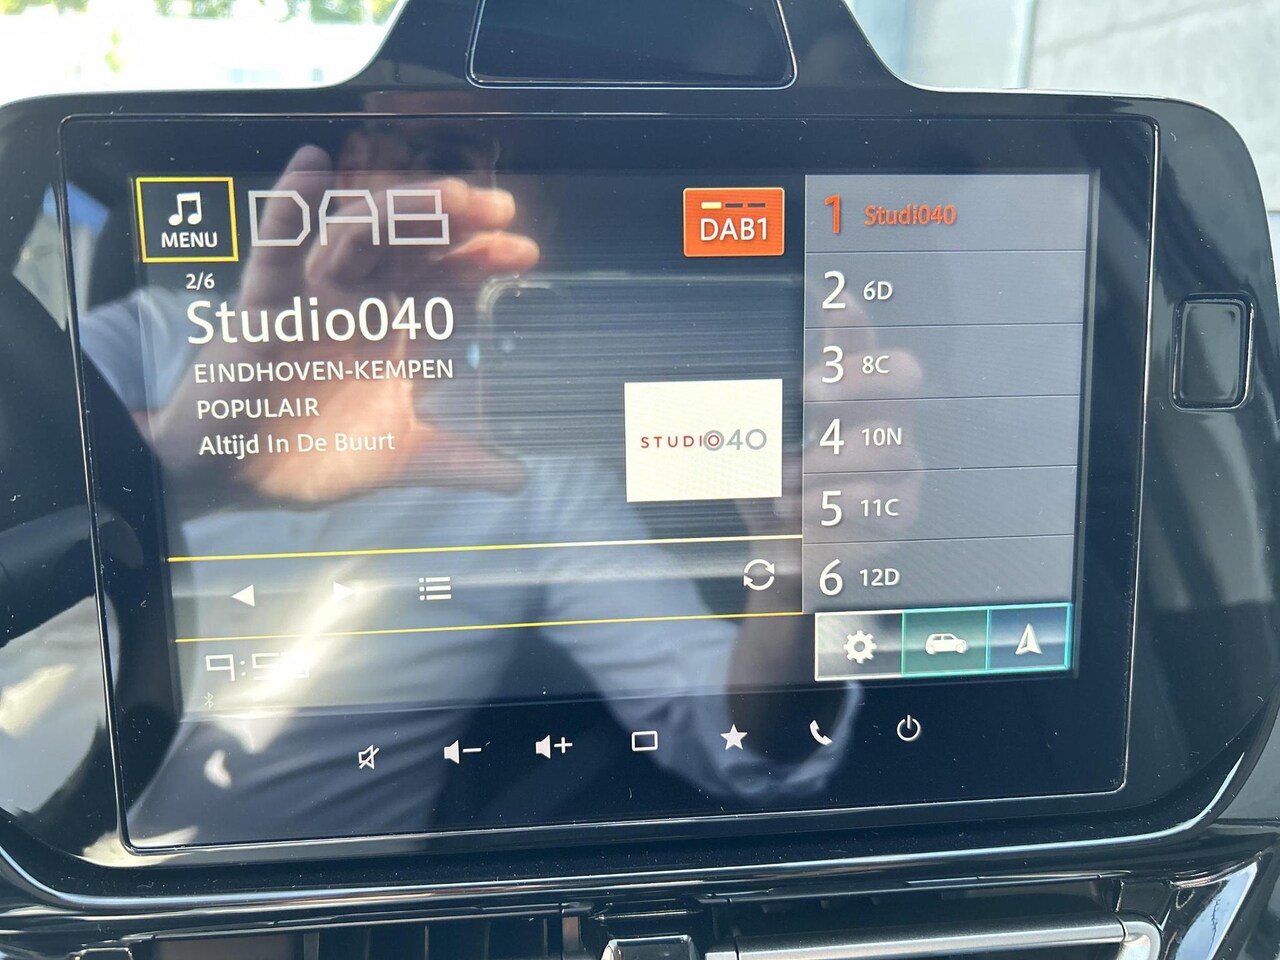 MENU
DAB
DAB1
2/6
Studio040
EINDHOVEN-KEMPEN
POPULAIR
Altijd In De Buurt
STUDIO040
1 Studi040
2 6D
3 8C
4 10N
5 11C
6 12D